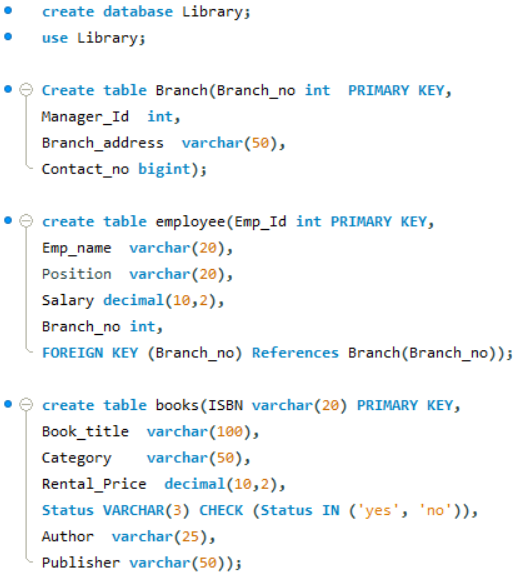 create database Library;
use Library;
Create table Branch(Branch_no int  PRIMARY KEY,
Manager_Id  int,
Branch_address  varchar(50),
Contact_no bigint);
create table employee(Emp_Id int PRIMARY KEY,
Emp_name  varchar(20),
Position  varchar(20),
Salary decimal(10,2),
Branch_no int,
FOREIGN KEY (Branch_no) References Branch(Branch_no));
create table books(ISBN varchar(20) PRIMARY KEY,
Book_title  varchar(100),
Category    varchar(50),
Rental_Price  decimal(10,2),
Status VARCHAR(3) CHECK (Status IN ('yes', 'no')),
Author  varchar(25),
Publisher varchar(50));